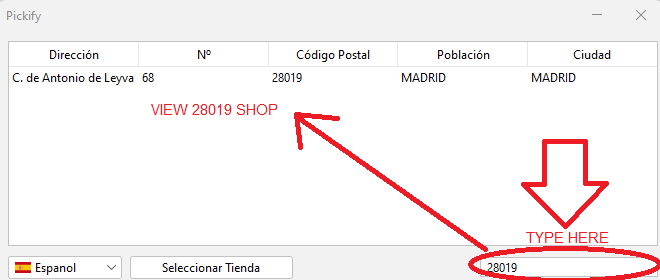 Pickify
Dirección Nº Código Postal Población Ciudad
C. de Antonio de Leyva 68 28019 MADRID MADRID
VIEW 28019 SHOP
TYPE HERE
Espanol Seleccionar Tienda 28019